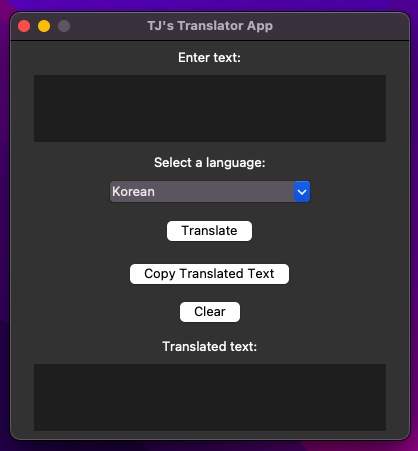 TJ's Translator App
Enter text:
Select a language:
Korean
Translate
Copy Translated Text
Clear
Translated text: